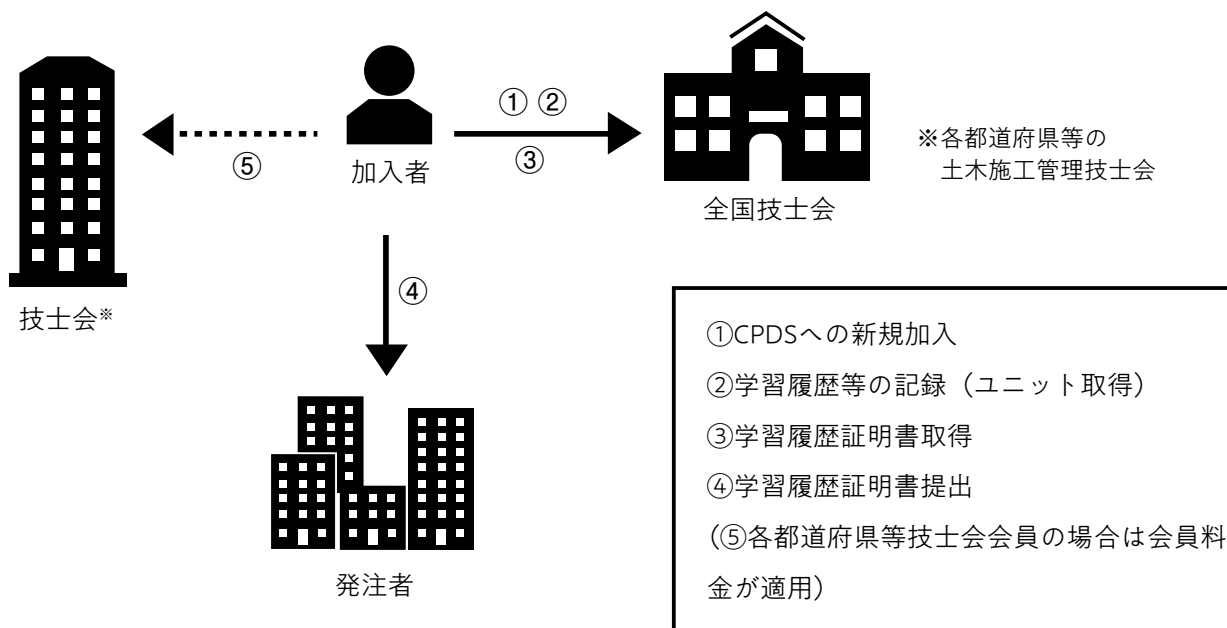 ① ②
③
⑤
加入者
※各都道府県等の
土木施工管理技士会
全国技士会
④
技士会※
発注者
①CPDSへの新規加入
②学習履歴等の記録（ユニット取得）
③学習履歴証明書取得
④学習履歴証明書提出
(⑤各都道府県等技士会会員の場合は会員料
金が適用）